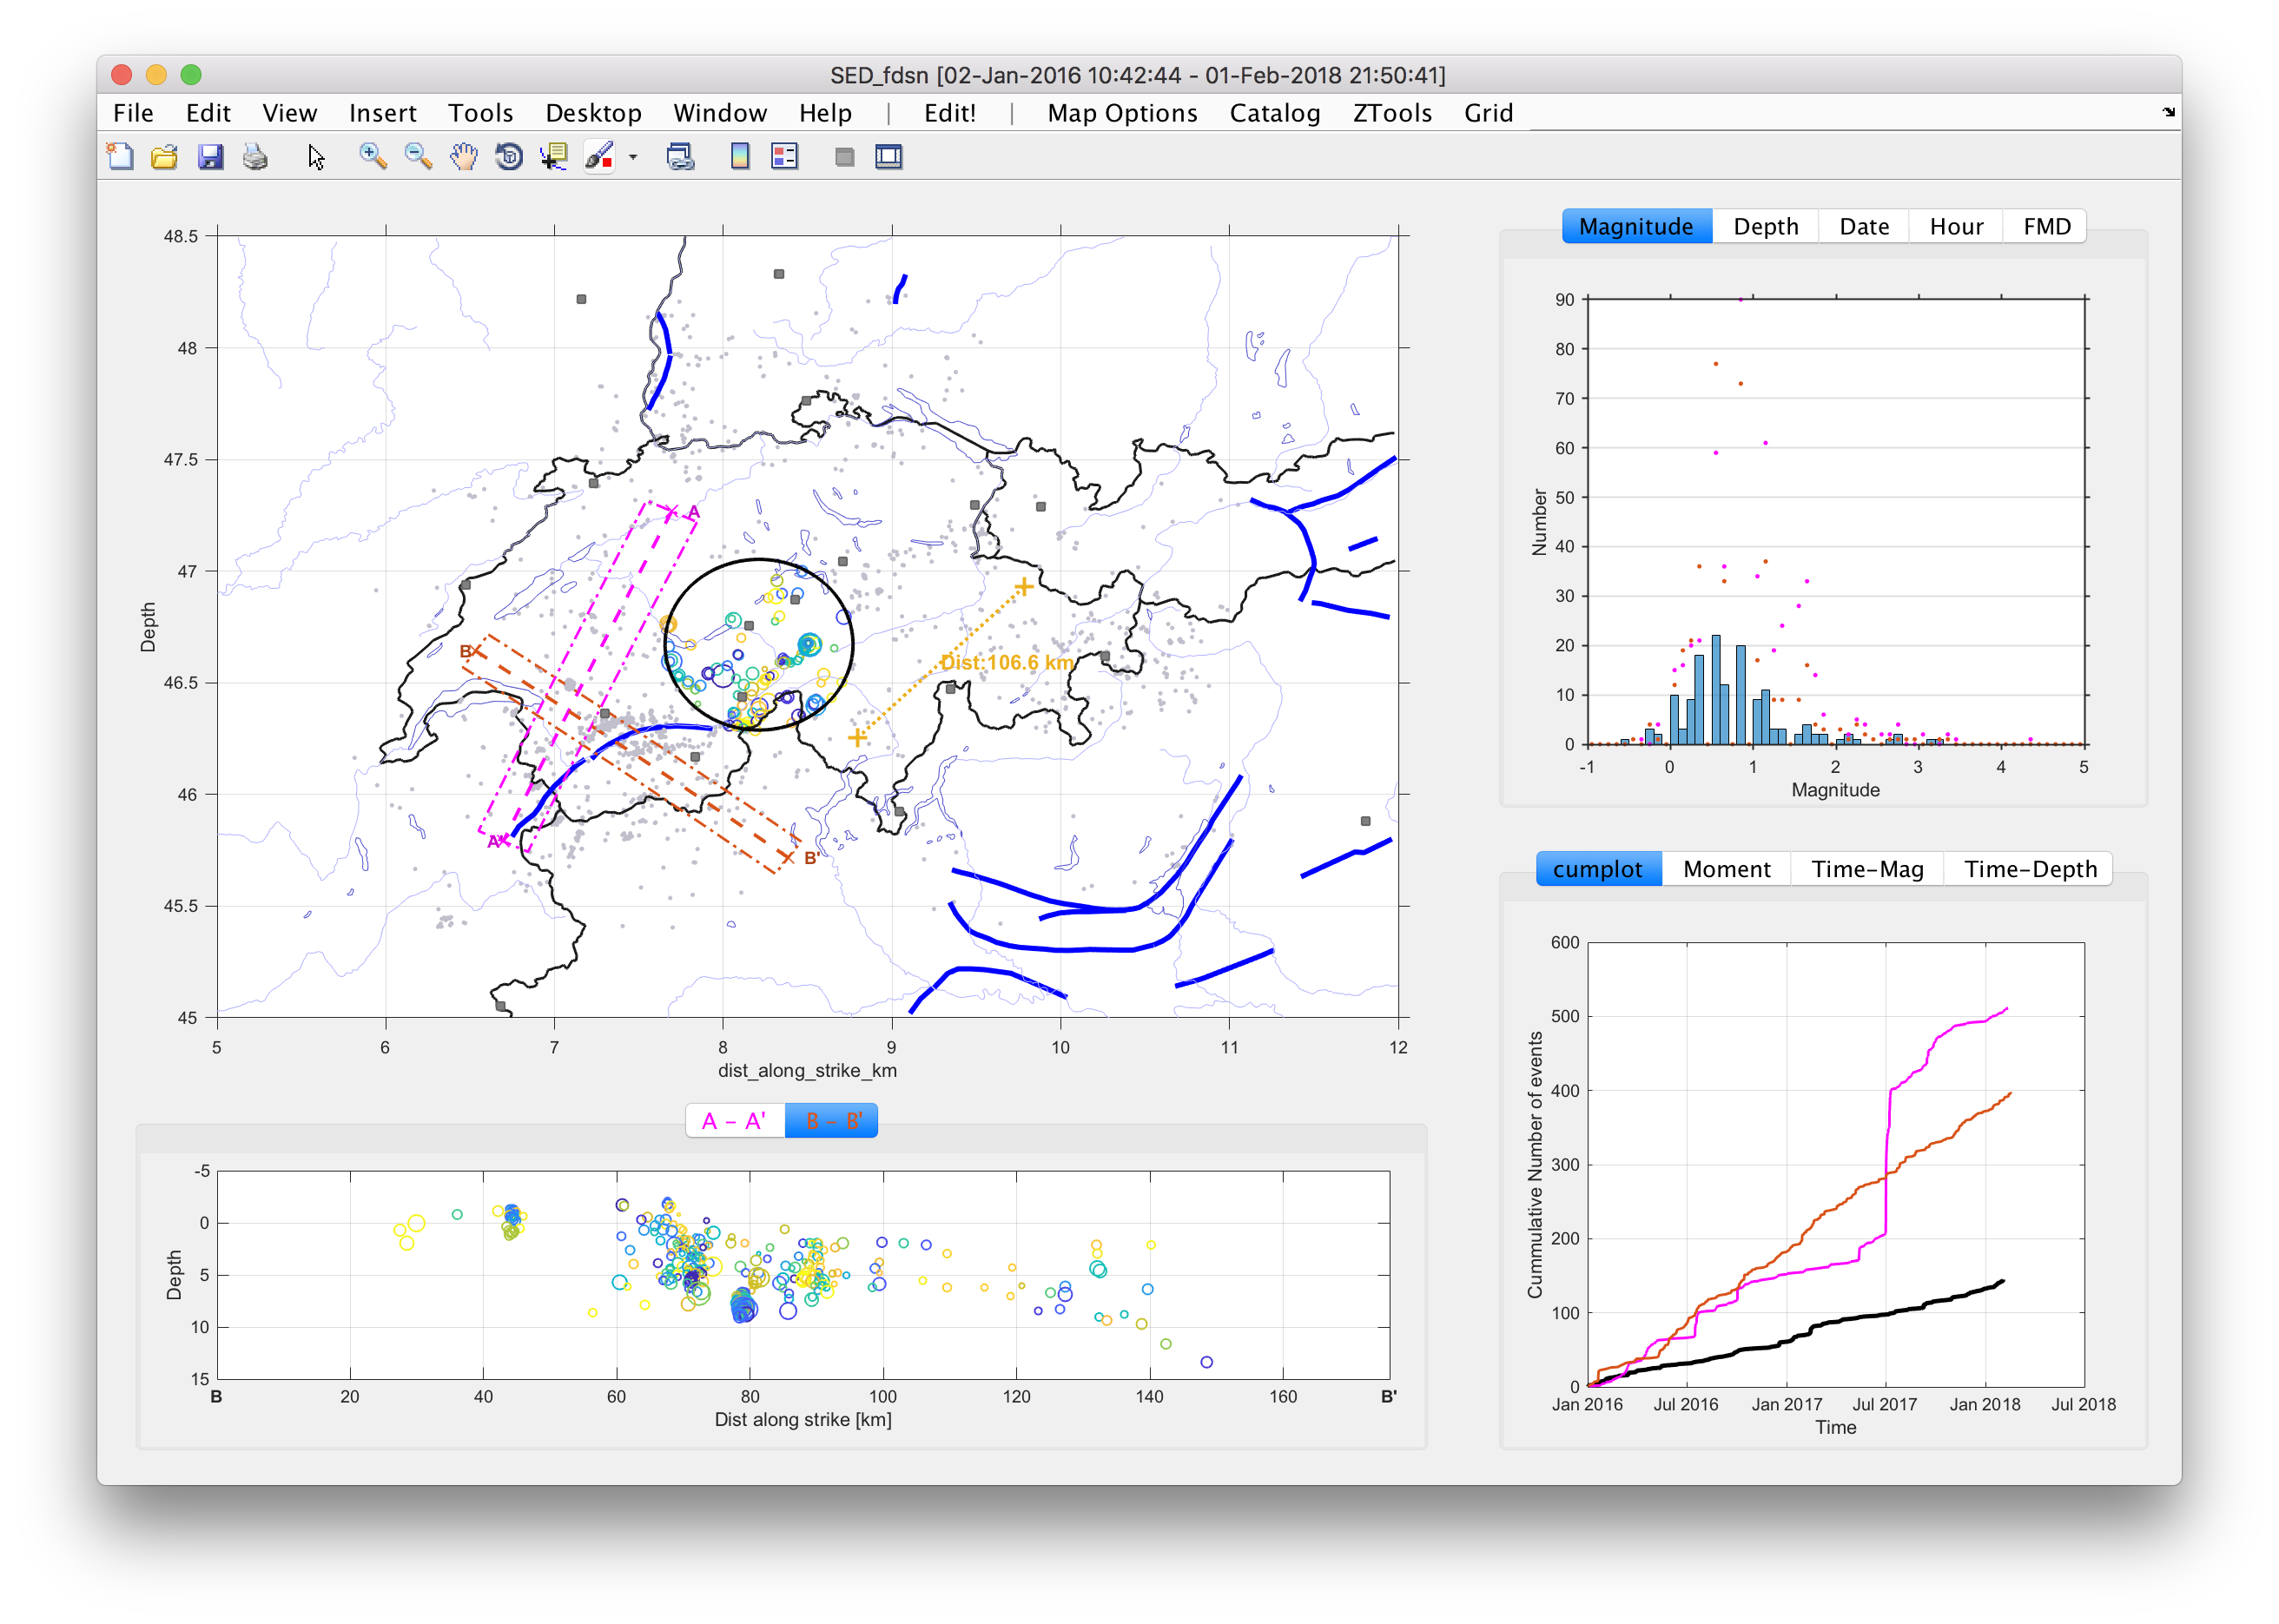 SED_fdsn [02-Jan-2016 10:42:44 - 01-Feb-2018 21:50:41]
File Edit View Insert Tools Desktop Window Help | Edit! | Map Options Catalog ZTools Grid
48.5
48
47.5
47
46.5
46
45.5
45
Depth
5 6 7 8 9 10 11 12
dist_along_strike_km
A
A'
B
B'
Dist:106.6 km
Magnitude Depth Date Hour FMD
90
80
70
60
50
40
30
20
10
0
Number
-1 0 1 2 3 4 5
Magnitude
cumplot Moment Time-Mag Time-Depth
600
500
400
300
200
100
0
Cummulative Number of events
Jan 2016 Jul 2016 Jan 2017 Jul 2017 Jan 2018 Jul 2018
Time
A - A' B - B'
-5
0
5
10
15
Depth
B 20 40 60 80 100 120 140 160 B'
Dist along strike [km]